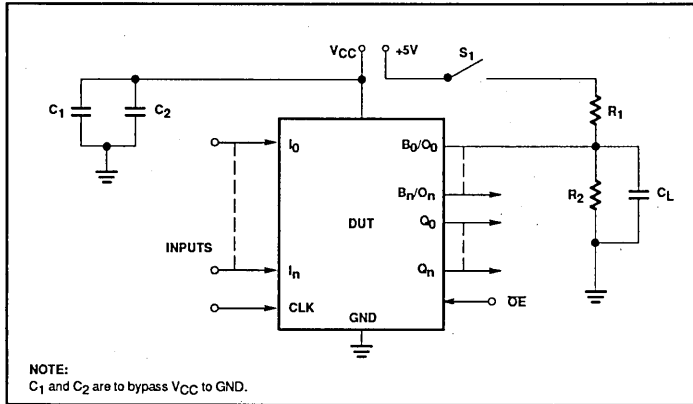 VCC +5V S1
C1 C2 R1
I0 B0/O0
Bn/On R2 CL
DUT Q0
INPUTS
In Qn
CLK OE
GND
NOTE:
C1 and C2 are to bypass VCC to GND.